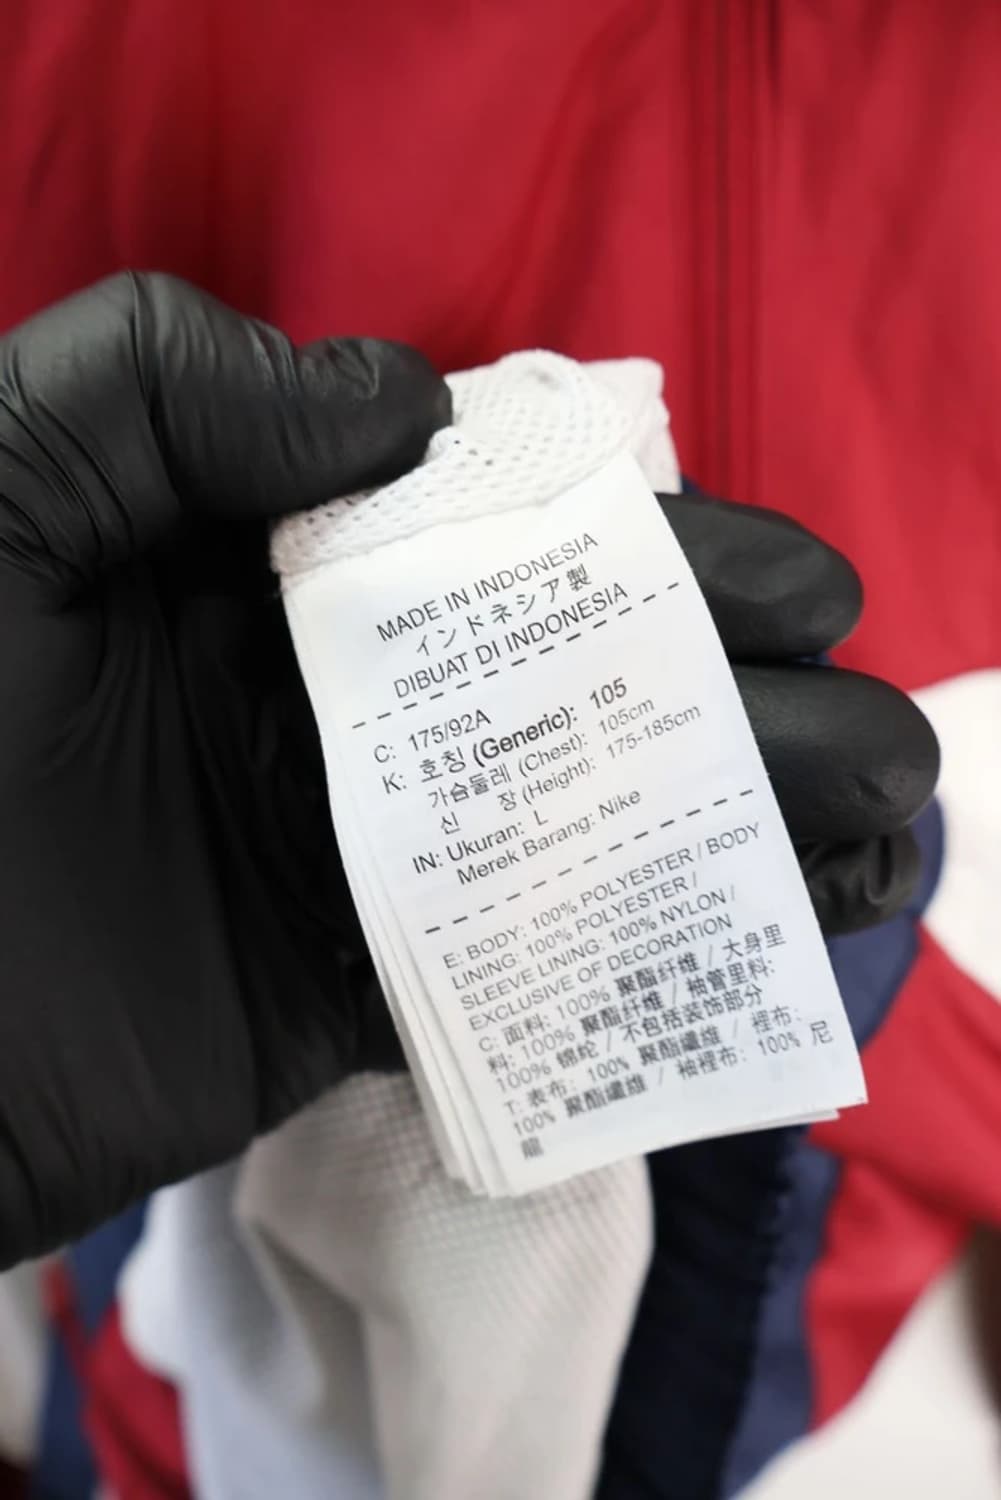 MADE IN INDONESIA
インドネシア製
DIBUAT DI INDONESIA
C: 175/92A
K: 호칭 (Generic): 105
가슴둘레 (Chest): 105cm
신 장 (Height): 175-185cm
IN: Ukuran: L
Merek Barang: Nike
E: BODY: 100% POLYESTER / BODY
LINING: 100% POLYESTER /
SLEEVE LINING: 100% NYLON /
EXCLUSIVE OF DECORATION
C: 面料: 100% 聚酯纤维 / 大身里
料: 100% 聚酯纤维 / 袖管里料:
100% 锦纶 / 不包括装饰部分
T: 表布: 100% 聚酯纖維 / 裡布:
100% 聚酯纖維 / 袖裡布: 100% 尼
龍